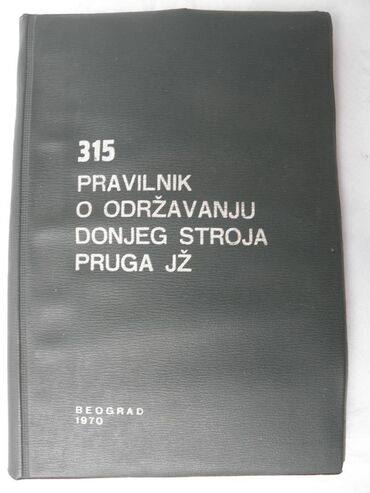 315
PRAVILNIK
O ODRŽAVANJU
DONJEG STROJA
PRUGA JŽ
BEOGRAD
1970